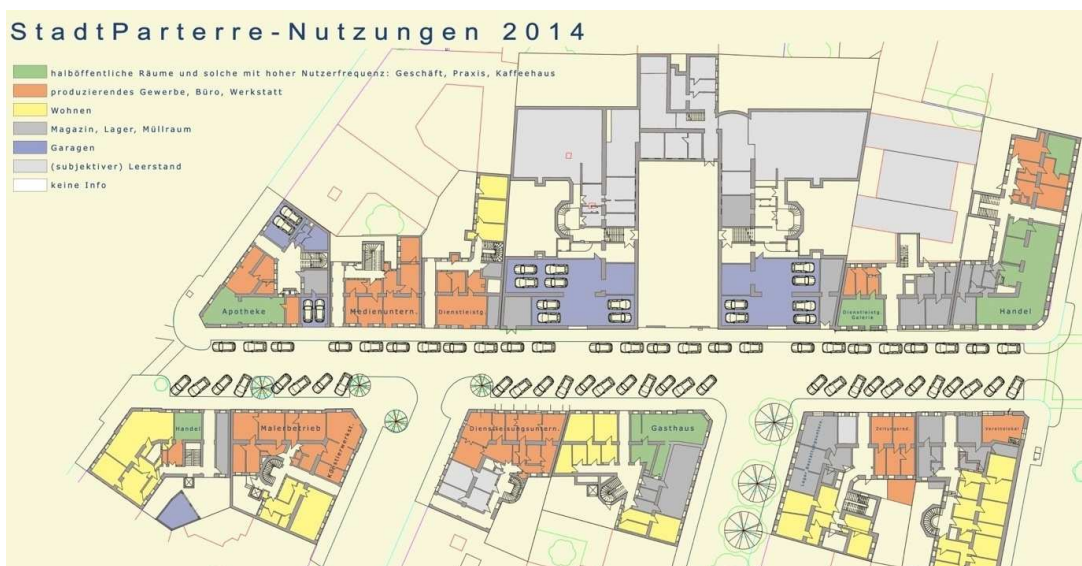 StadtParterre-Nutzungen 2014
halböffentliche Räume und solche mit hoher Nutzerfrequenz: Geschäft, Praxis, Kaffeehaus
produzierendes Gewerbe, Büro, Werkstatt
Wohnen
Magazin, Lager, Müllraum
Garagen
(subjektiver) Leerstand
keine Info
Apotheke
Medienuntern.
Dienstleistg.
Dienstleistg.
Galerie
Handel
Handel
Malerbetrieb
Künstlerwerkst.
Dienstleistungsuntern.
Gasthaus